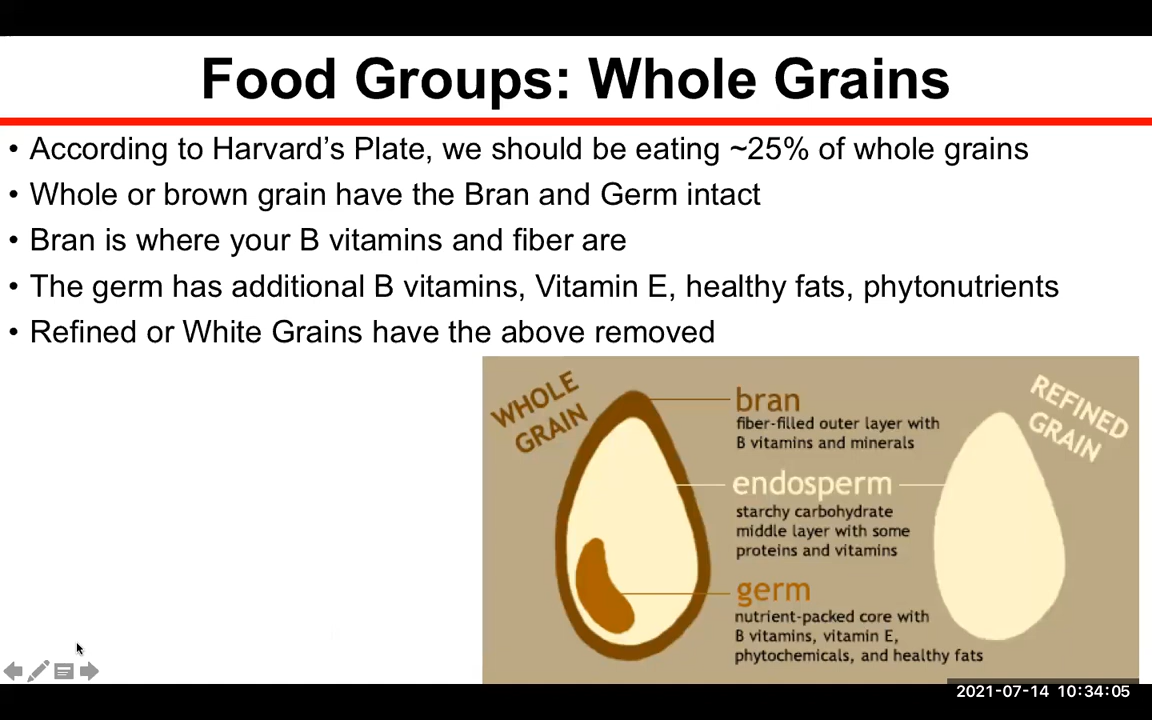 Food Groups: Whole Grains
• According to Harvard’s Plate, we should be eating ~25% of whole grains
• Whole or brown grain have the Bran and Germ intact
• Bran is where your B vitamins and fiber are
• The germ has additional B vitamins, Vitamin E, healthy fats, phytonutrients
• Refined or White Grains have the above removed
WHOLE
GRAIN
bran
fiber-filled outer layer with
B vitamins and minerals
endosperm
starchy carbohydrate
middle layer with some
proteins and vitamins
germ
nutrient-packed core with
B vitamins, vitamin E,
phytochemicals, and healthy fats
REFINED
GRAIN
2021-07-14 10:34:05